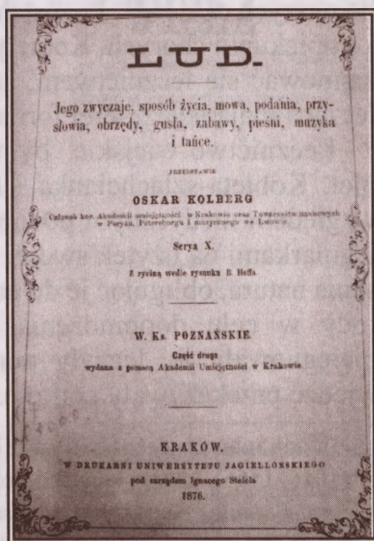 LUD.
Jego zwyczaje, sposób życia, mowa, podania, przy-
słowia, obrzędy, gusła, zabawy, pieśni, muzyka
i tańce.
PRZEDSTAWIŁ
OSKAR KOLBERG
Członek kor. Akademii umiejętności w Krakowie oraz Towarzystw naukowych
w Paryżu, Petersburgu i muzycznego we Lwowie.
Serya X.
Z ryciną wedle rysunku B. Hoffa.
W. Ks. POZNAŃSKIE.
Część druga
wydana z pomocą Akademii Umiejętności w Krakowie.
KRAKÓW.
W DRUKARNI UNIWERSYTETU JAGIELLOŃSKIEGO
pod zarządem Ignacego Stelcla
1876.